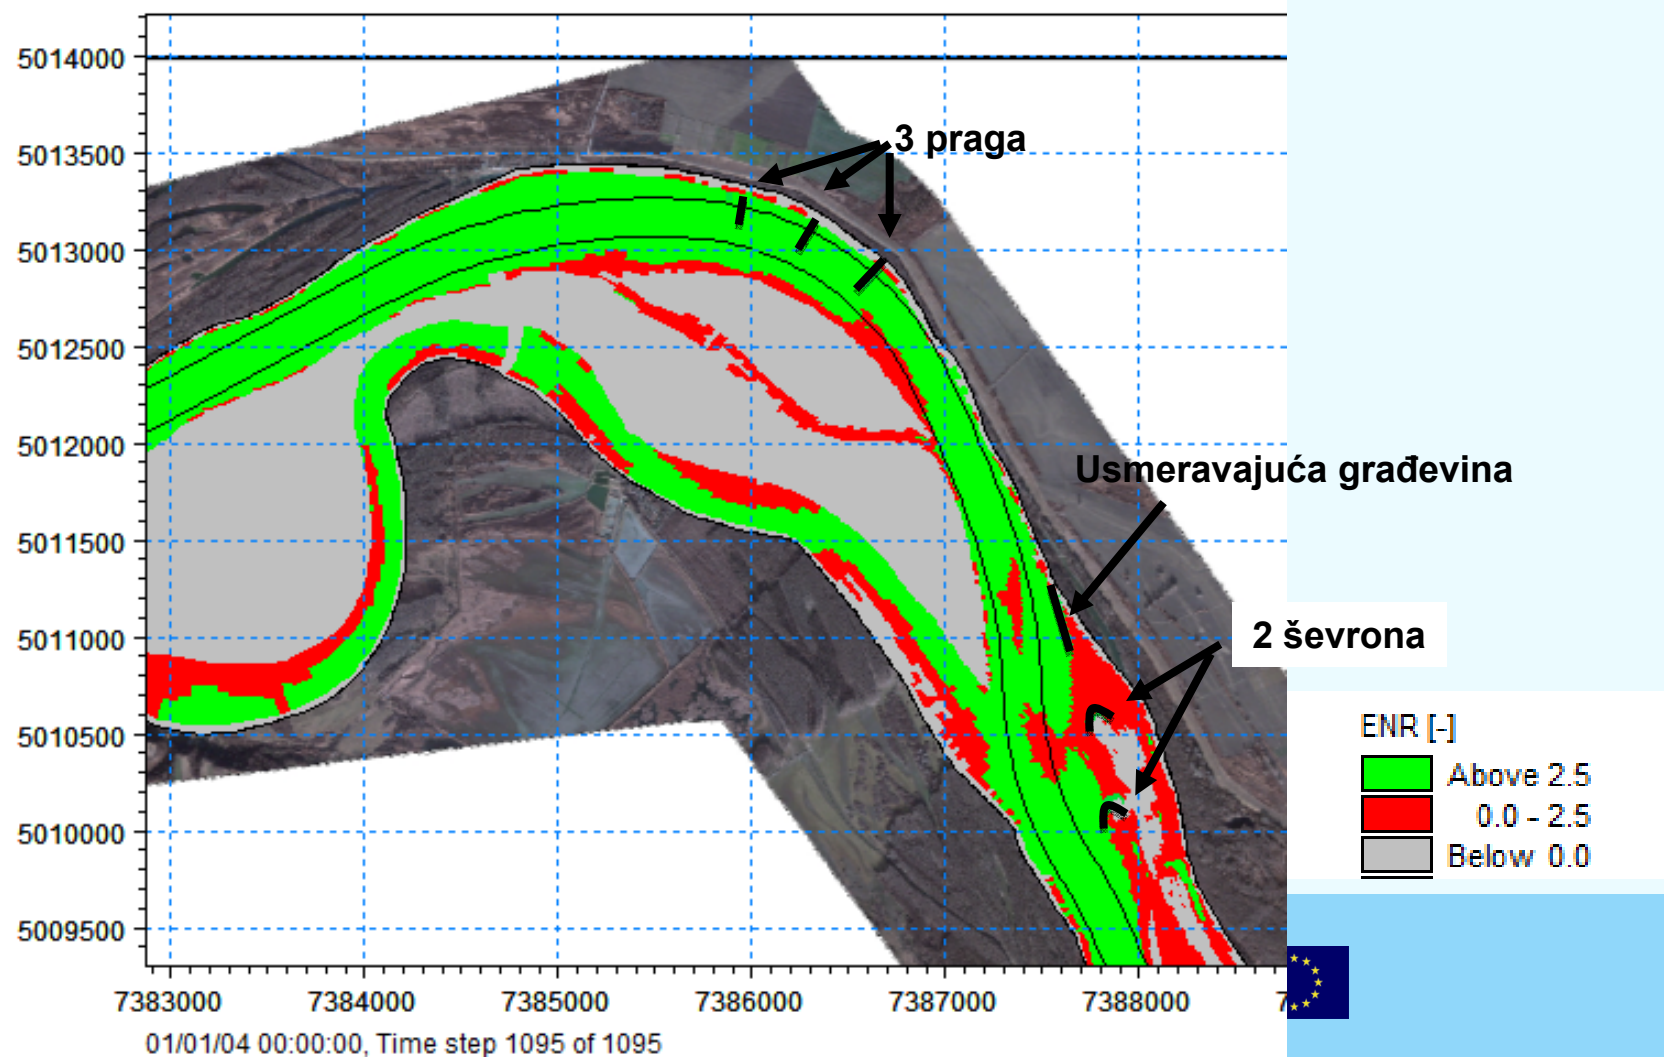 5014000
5013500
5013000
5012500
5012000
5011500
5011000
5010500
5010000
5009500
3 praga
Usmeravajuća građevina
2 ševrona
ENR [-]
Above 2.5
0.0 - 2.5
Below 0.0
7383000 7384000 7385000 7386000 7387000 7388000
01/01/04 00:00:00, Time step 1095 of 1095